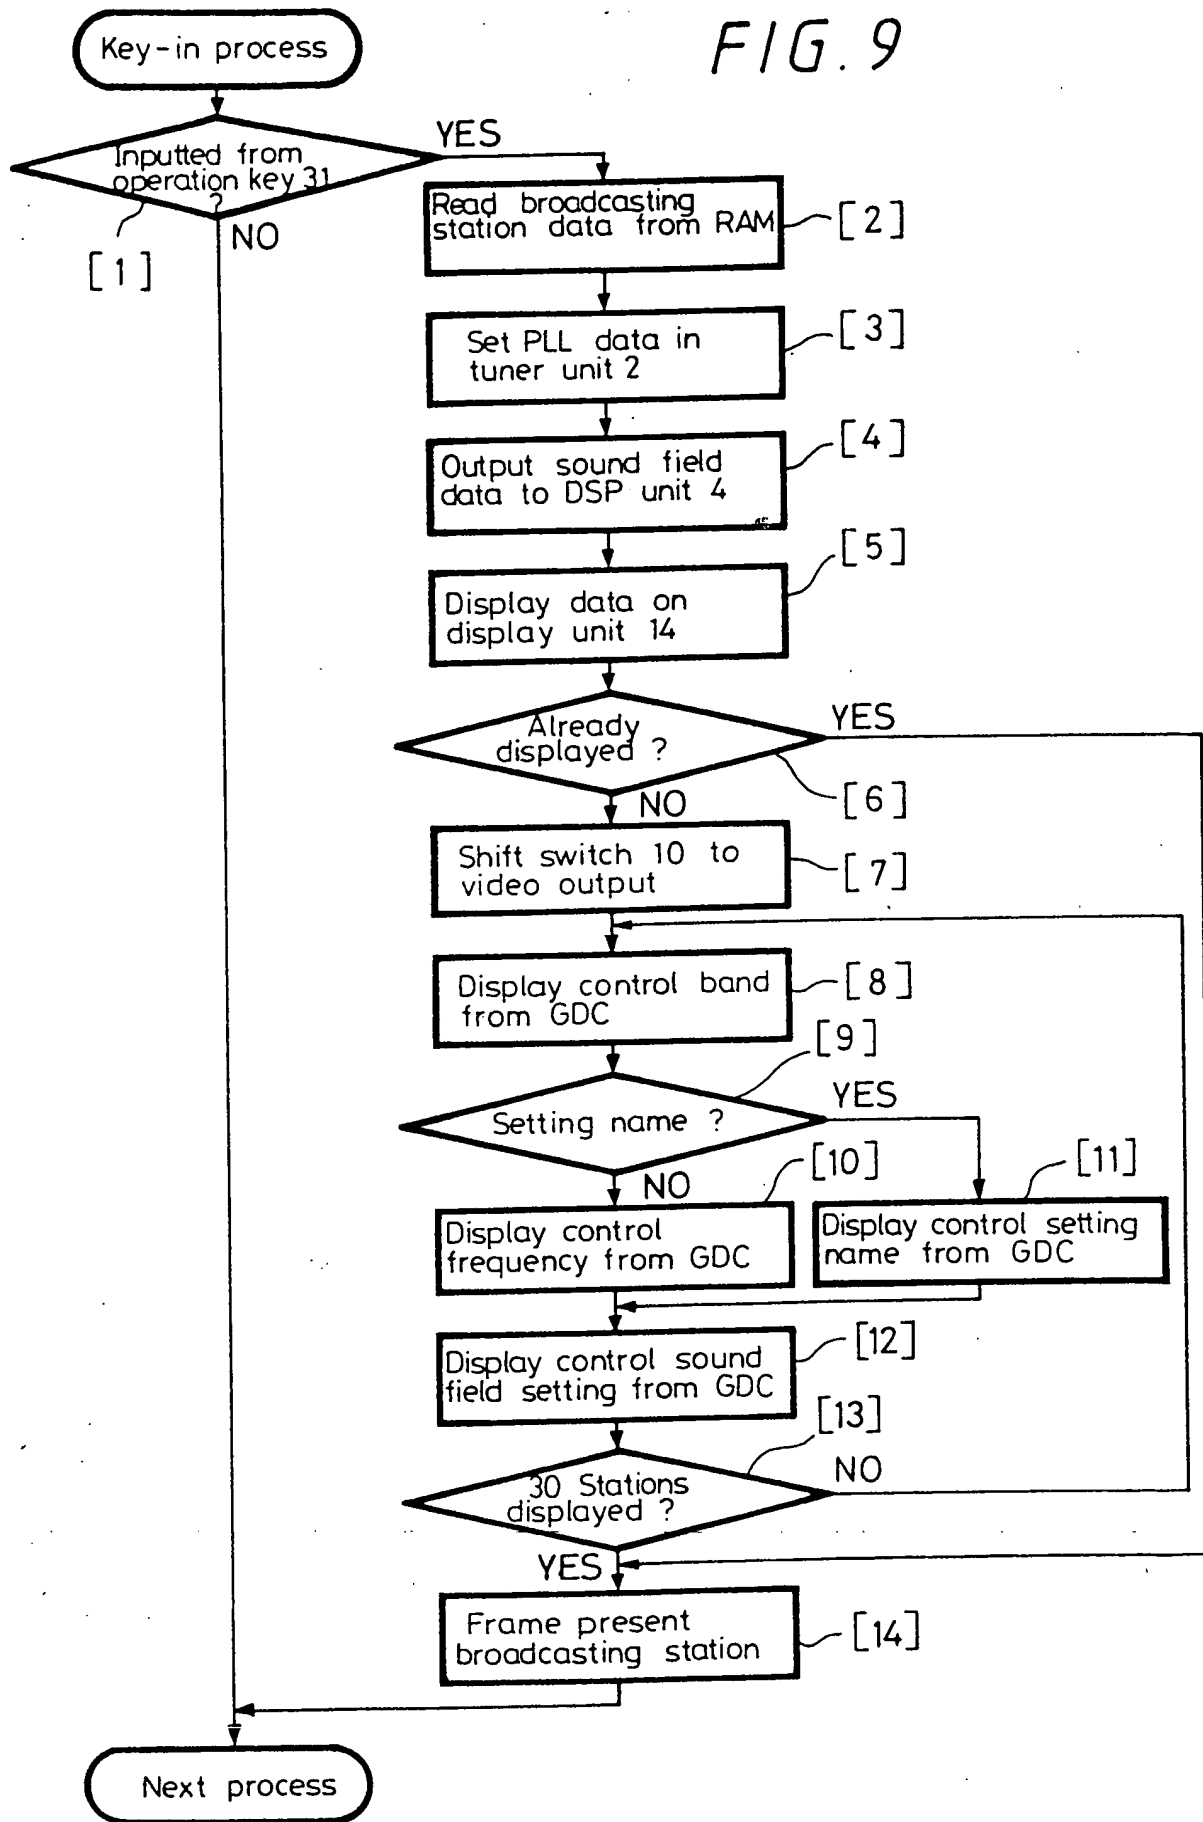 FIG. 9
Key-in process
Inputted from
operation key 31
?
YES
NO
[1]
Read broadcasting
station data from RAM
[2]
Set PLL data in
tuner unit 2
[3]
Output sound field
data to DSP unit 4
[4]
Display data on
display unit 14
[5]
Already
displayed ?
YES
[6]
NO
Shift switch 10 to
video output
[7]
Display control band
from GDC
[8]
Setting name ?
[9]
YES
NO
Display control
frequency from GDC
[10]
Display control setting
name from GDC
[11]
Display control sound
field setting from GDC
[12]
30 Stations
displayed ?
[13]
NO
YES
Frame present
broadcasting station
[14]
Next process